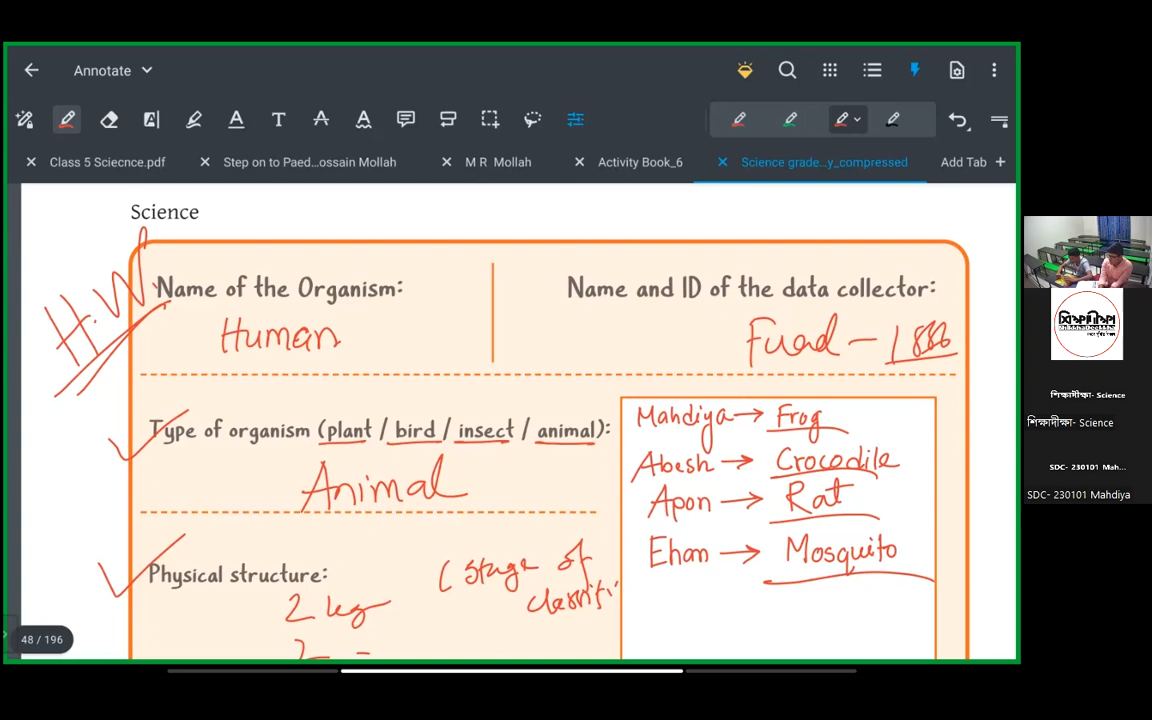 Annotate
Class 5 Sciecnce.pdf
Step on to Paed...ossain Mollah
M R Mollah
Activity Book_6
Science grade...y_compressed
Add Tab
Science
H.W
Name of the Organism:
Human
Name and ID of the data collector:
Fuad - 1886
Type of organism (plant / bird / insect / animal):
Animal
Mahdiya → Frog
Abesh → Crocodile
Apon → Rat
Ehan → Mosquito
Physical structure:
2 leg
(stage of
48 / 196
শিক্ষাদীক্ষা
শিক্ষাদীক্ষা- Science
শিক্ষাদীক্ষা- Science
SDC- 230101 Mah...
SDC- 230101 Mahdiya